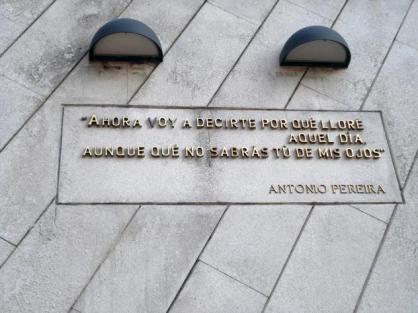 "AHORA VOY A DECIRTE POR QUÉ LLORÉ
AQUEL DÍA,
AUNQUE QUÉ NO SABRÁS TÚ DE MIS OJOS"
ANTONIO PEREIRA